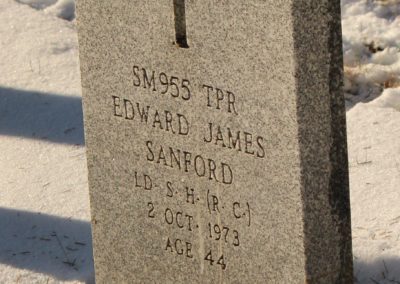 SM955 TPR
EDWARD JAMES
SANFORD
LD. S. H. (R. C.)
2 OCT. 1973
AGE 44